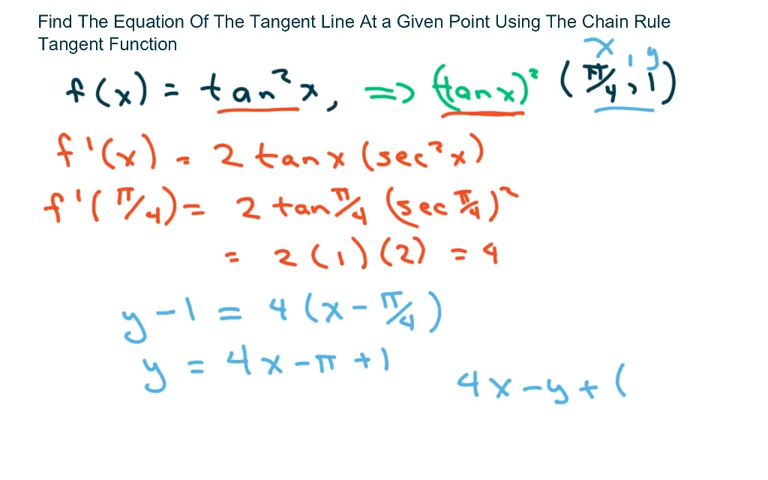 Find The Equation Of The Tangent Line At a Given Point Using The Chain Rule
Tangent Function
x, y
f(x) = tan²x, => (tanx)² (π/4, 1)
f'(x) = 2 tanx (sec²x)
f'(π/4) = 2 tan π/4 (sec π/4)²
= 2(1)(2) = 4
y-1 = 4(x-π/4)
y = 4x-π+1
4x-y+(